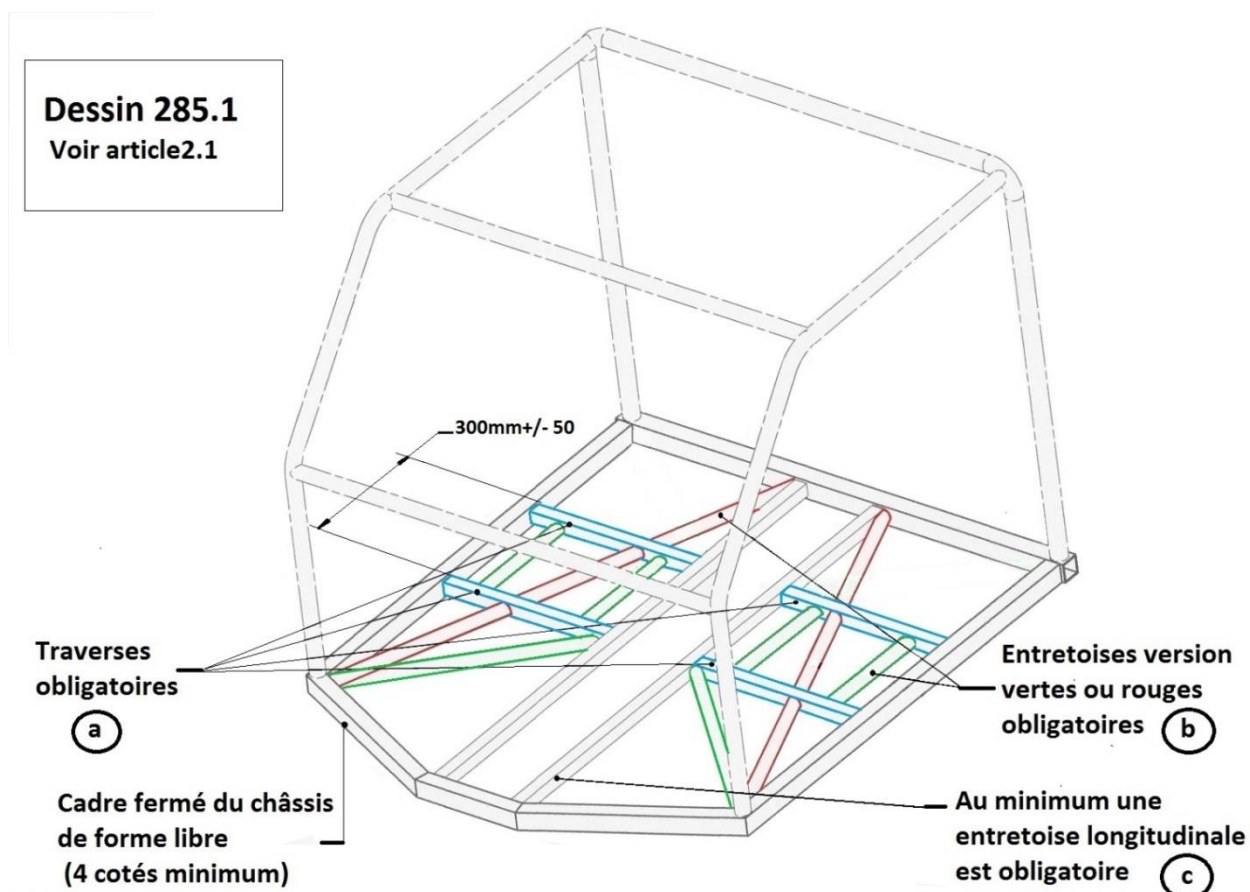 Dessin 285.1
Voir article2.1
300mm+/- 50
Traverses
obligatoires
a
Cadre fermé du châssis
de forme libre
(4 cotés minimum)
Entretoises version
vertes ou rouges
obligatoires
b
Au minimum une
entretoise longitudinale
est obligatoire
c